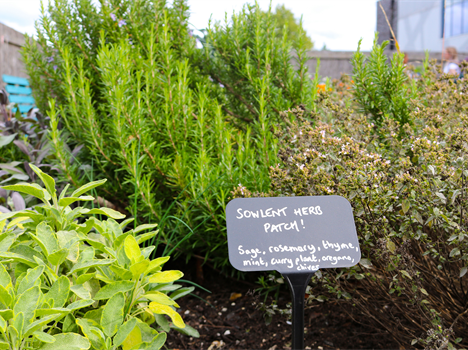 SOWLENT HERB
PATCH!
Sage, rosemary, thyme,
mint, curry plant, oregano,
chives